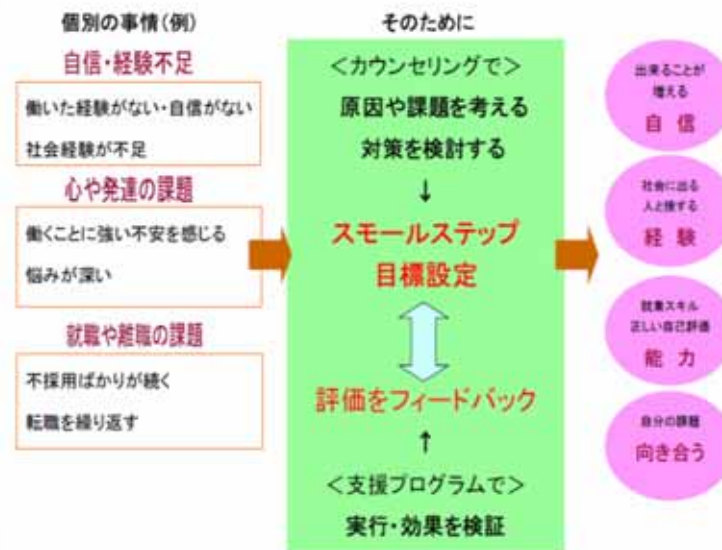 個別の事情(例)
自信・経験不足
働いた経験がない・自信がない
社会経験が不足
心や発達の課題
働くことに強い不安を感じる
悩みが深い
就職や離職の課題
不採用ばかりが続く
転職を繰り返す
そのために
<カウンセリングで>
原因や課題を考える
対策を検討する
↓
スモールステップ
目標設定
評価をフィードバック
↑
<支援プログラムで>
実行・効果を検証
出来ることが
増える
自 信
社会に出る
人と接する
経 験
就業スキル
正しい自己評価
能 力
自分の課題
向き合う